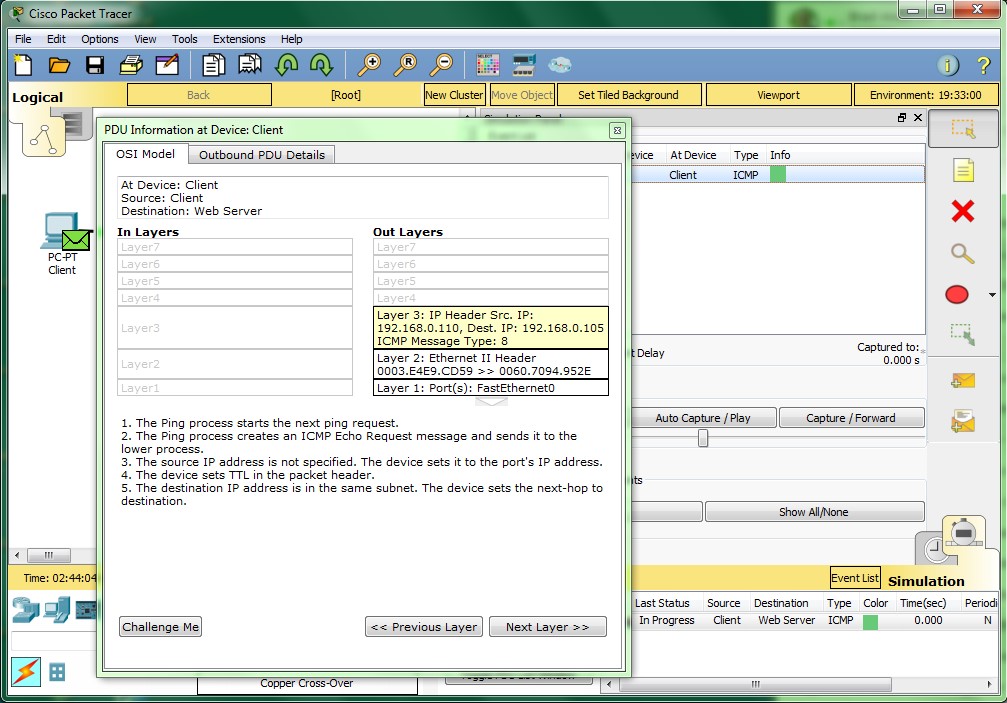 Cisco Packet Tracer
File Edit Options View Tools Extensions Help
Logical
Back
[Root]
New Cluster
Move Object
Set Tiled Background
Viewport
Environment: 19:33:00
PDU Information at Device: Client
OSI Model
Outbound PDU Details
At Device: Client
Source: Client
Destination: Web Server
In Layers
Layer7
Layer6
Layer5
Layer4
Layer3
Layer2
Layer1
Out Layers
Layer7
Layer6
Layer5
Layer4
Layer 3: IP Header Src. IP:
192.168.0.110, Dest. IP: 192.168.0.105
ICMP Message Type: 8
Layer 2: Ethernet II Header
0003.E4E9.CD59 >> 0060.7094.952E
Layer 1: Port(s): FastEthernet0
1. The Ping process starts the next ping request.
2. The Ping process creates an ICMP Echo Request message and sends it to the
lower process.
3. The source IP address is not specified. The device sets it to the port's IP address.
4. The device sets TTL in the packet header.
5. The destination IP address is in the same subnet. The device sets the next-hop to
destination.
Challenge Me
<< Previous Layer
Next Layer >>
PC-PT
Client
evice At Device Type Info
Client ICMP
t Delay
Captured to:
0.000 s
Auto Capture / Play
Capture / Forward
ts
Show All/None
Time: 02:44:04
Event List
Simulation
Last Status Source Destination Type Color Time(sec) Periodi
In Progress Client Web Server ICMP 0.000 N
Copper Cross-Over